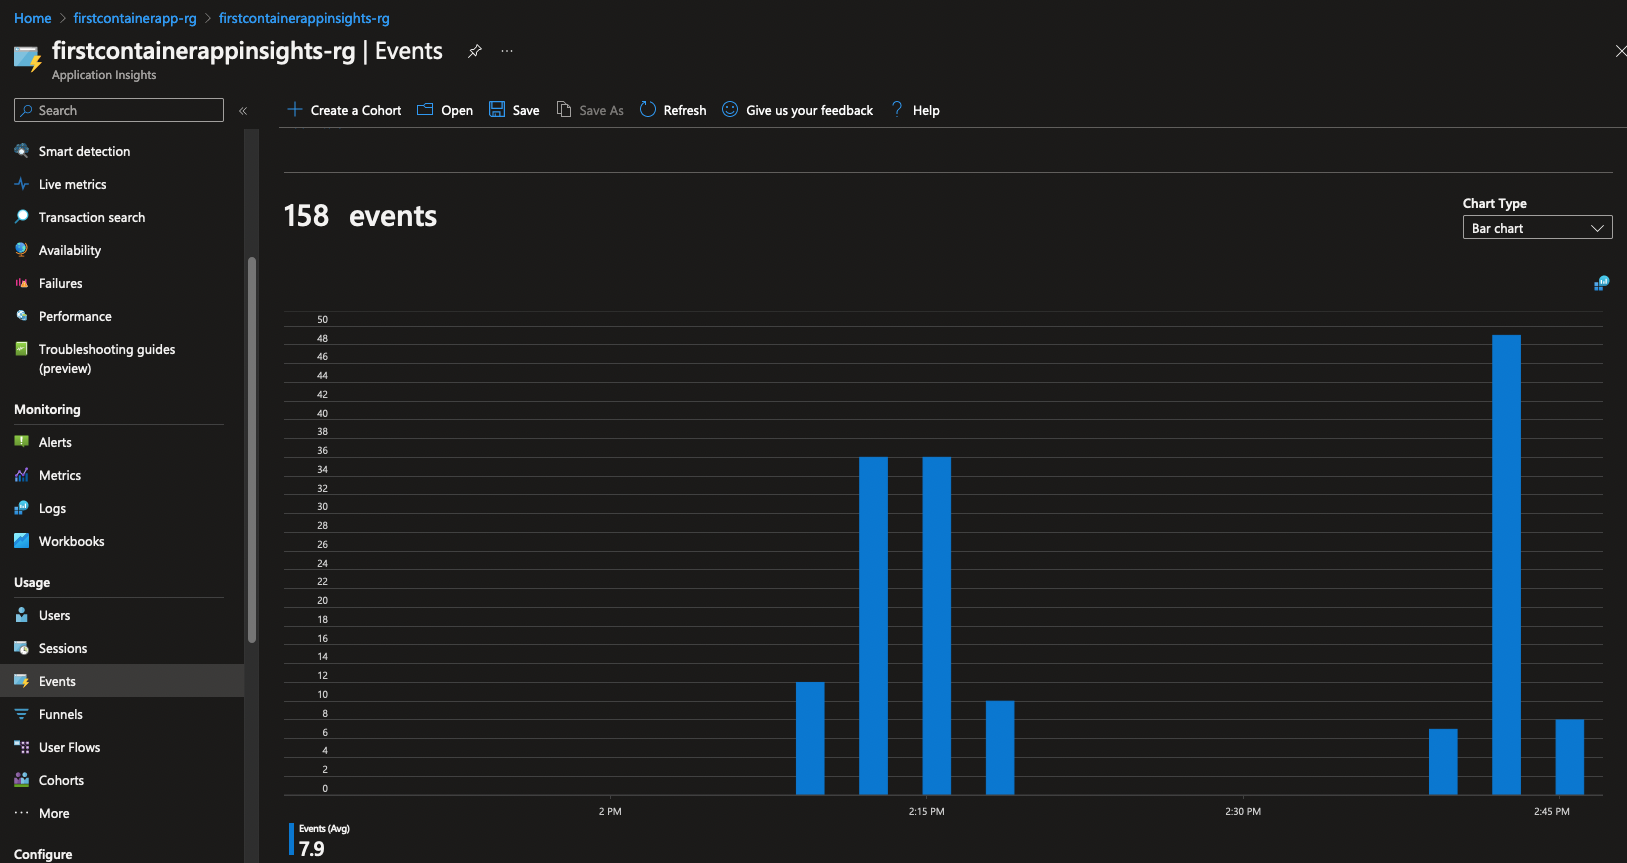 Home > firstcontainerapp-rg > firstcontainerappinsights-rg
firstcontainerappinsights-rg | Events ...
Application Insights
Search «
Create a Cohort Open Save Save As Refresh Give us your feedback ? Help
Smart detection
Live metrics
Transaction search
Availability
Failures
Performance
Troubleshooting guides
(preview)
Monitoring
Alerts
Metrics
Logs
Workbooks
Usage
Users
Sessions
Events
Funnels
User Flows
Cohorts
... More
Configure
158 events
Chart Type
Bar chart
50
48
46
44
42
40
38
36
34
32
30
28
26
24
22
20
18
16
14
12
10
8
6
4
2
0
2 PM 2:15 PM 2:30 PM 2:45 PM
Events (Avg)
7.9